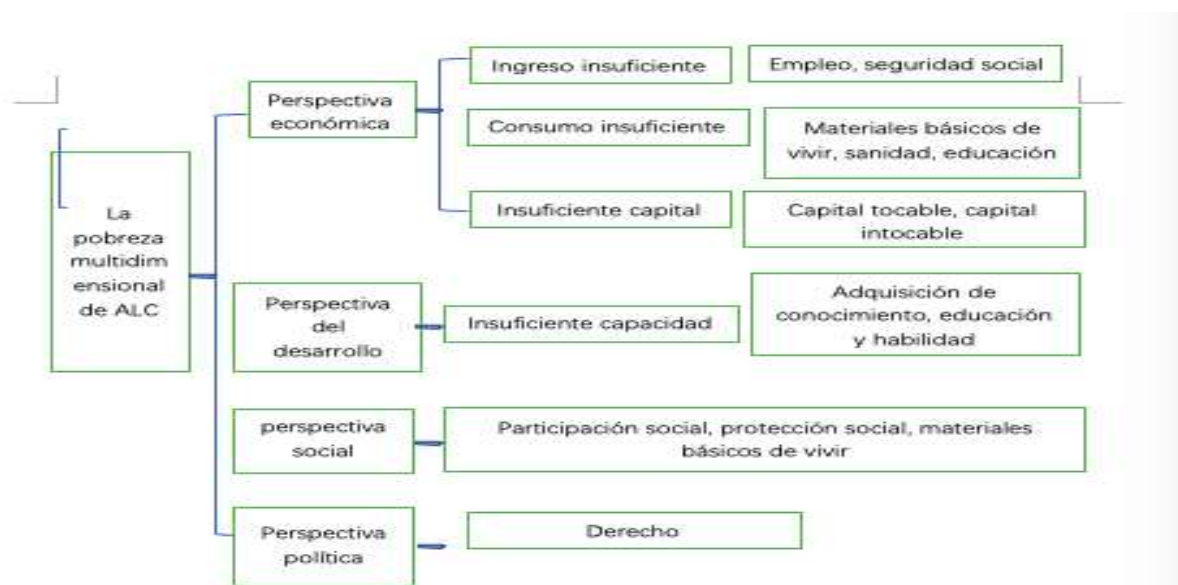 La
pobreza
multidim
ensional
de ALC
Perspectiva
económica
Ingreso insuficiente
Empleo, seguridad social
Consumo insuficiente
Materiales básicos de
vivir, sanidad, educación
Insuficiente capital
Capital tocable, capital
intocable
Perspectiva
del
desarrollo
Insuficiente capacidad
Adquisición de
conocimiento, educación
y habilidad
perspectiva
social
Participación social, protección social, materiales
básicos de vivir
Perspectiva
política
Derecho